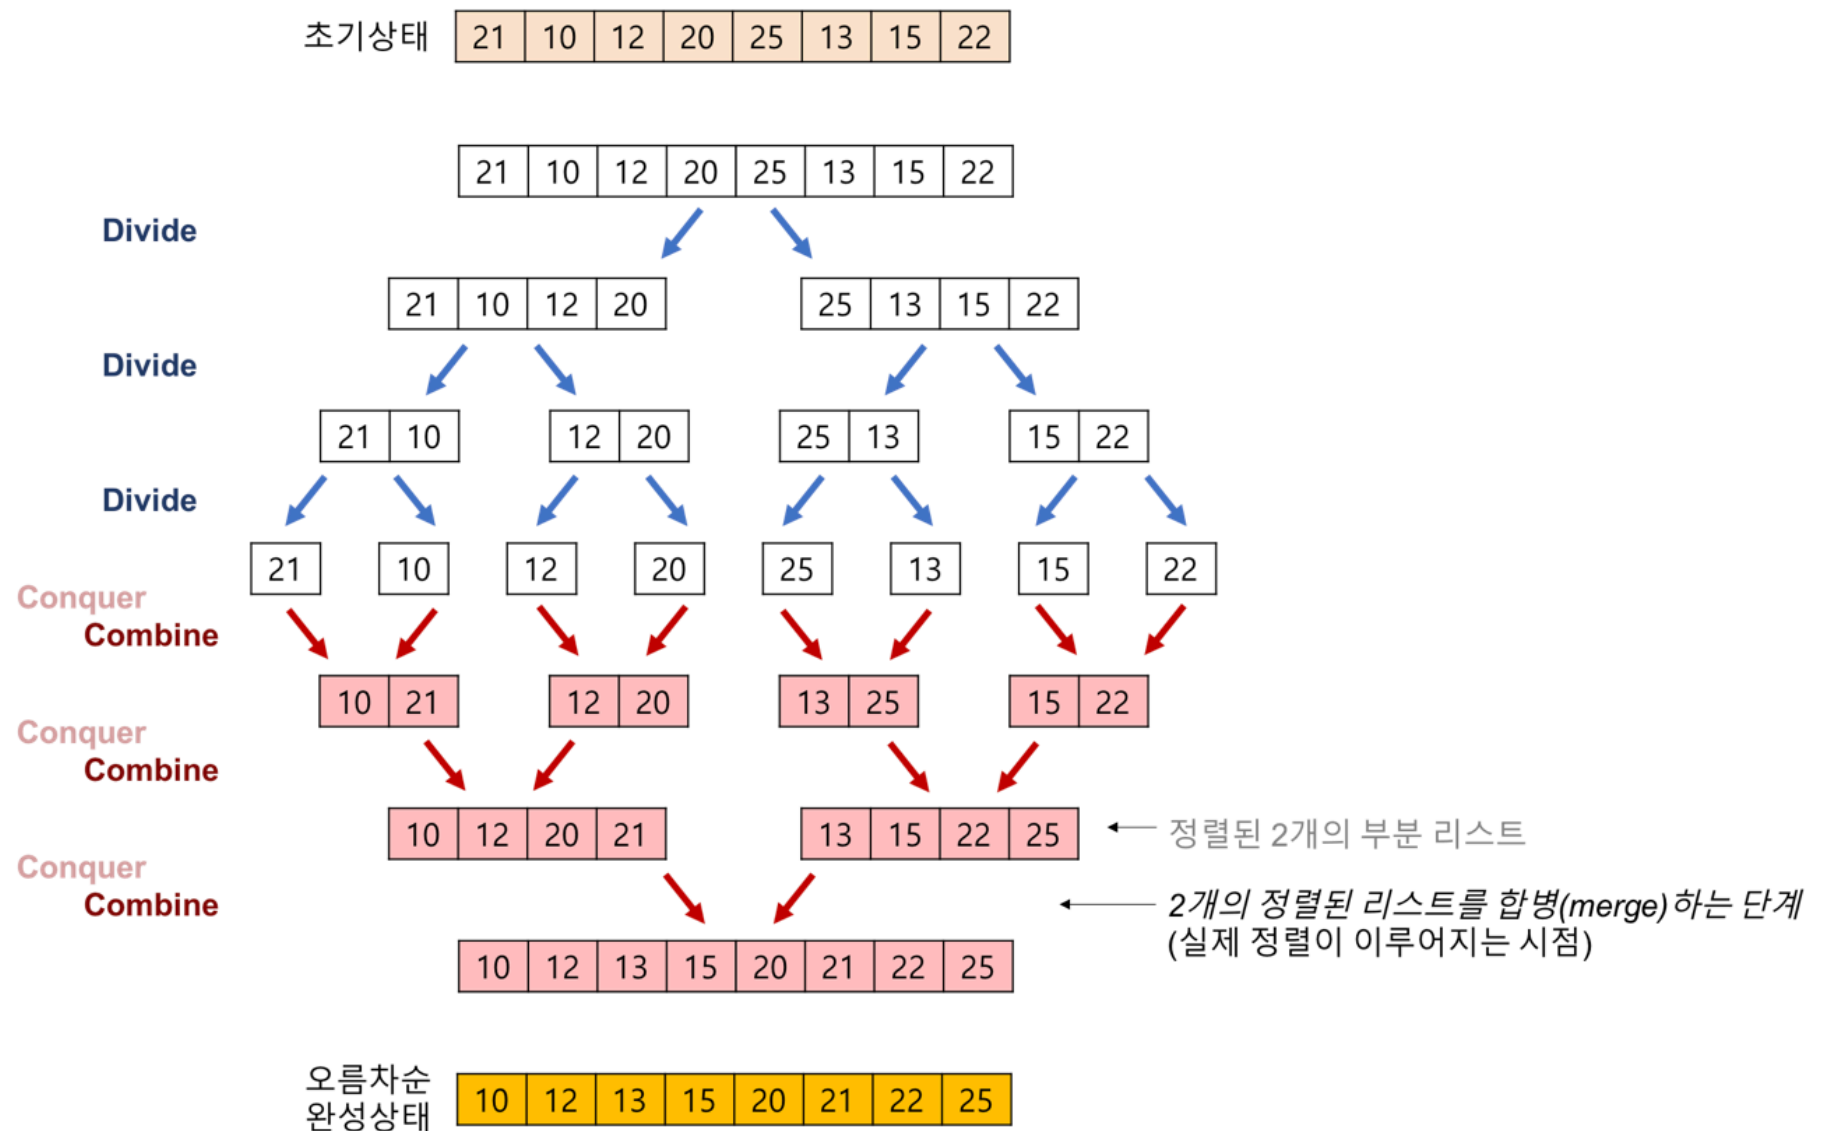 초기상태 21 10 12 20 25 13 15 22
21 10 12 20 25 13 15 22
Divide
21 10 12 20 25 13 15 22
Divide
21 10 12 20 25 13 15 22
Divide
21 10 12 20 25 13 15 22
Conquer
Combine
10 21 12 20 13 25 15 22
Conquer
Combine
10 12 20 21 13 15 22 25 정렬된 2개의 부분 리스트
Conquer
Combine 2개의 정렬된 리스트를 합병(merge)하는 단계
(실제 정렬이 이루어지는 시점)
10 12 13 15 20 21 22 25
오름차순
완성상태 10 12 13 15 20 21 22 25